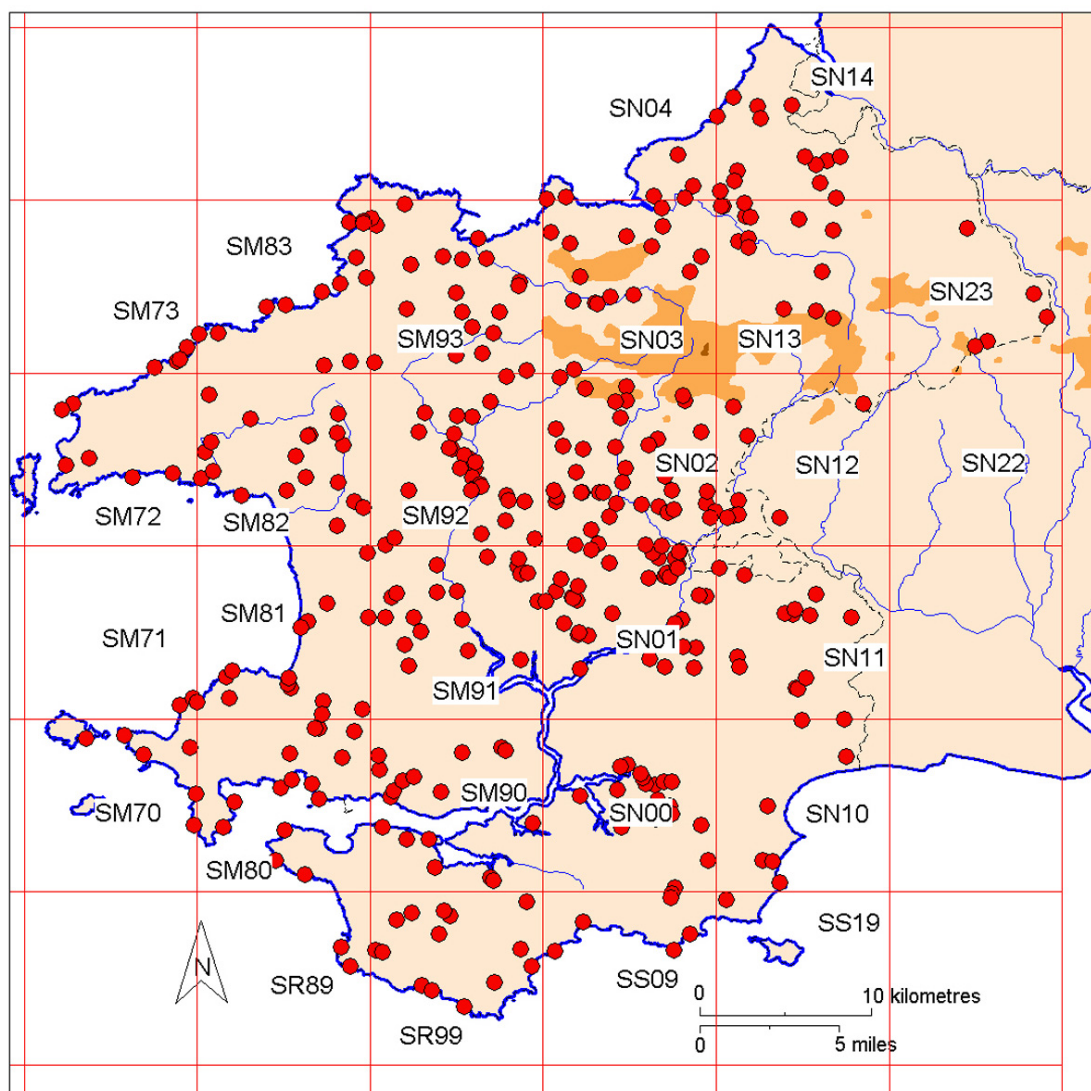 SN14
SN04
SM83
SN23
SM73
SM93
SN03
SN13
SN02
SN12
SN22
SM72
SM82
SM92
SM81
SM71
SN01
SN11
SM91
SM70
SM90
SN00
SN10
SM80
SS19
N
SR89
SS09
0 10 kilometres
SR99
0 5 miles